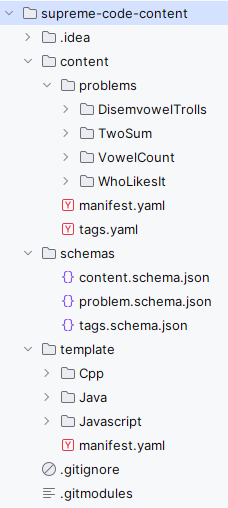 supreme-code-content
.idea
content
problems
DisemvowelTrolls
TwoSum
VowelCount
WhoLikesIt
manifest.yaml
tags.yaml
schemas
content.schema.json
problem.schema.json
tags.schema.json
template
Cpp
Java
Javascript
manifest.yaml
.gitignore
.gitmodules